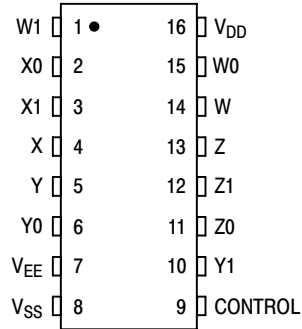 W1 1 16 VDD
X0 2 15 W0
X1 3 14 W
X 4 13 Z
Y 5 12 Z1
Y0 6 11 Z0
VEE 7 10 Y1
VSS 8 9 CONTROL